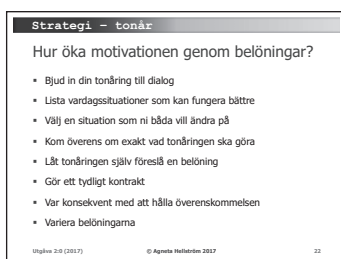 Strategi – tonår
Hur öka motivationen genom belöningar?
▪ Bjud in din tonåring till dialog
▪ Lista vardagssituationer som kan fungera bättre
▪ Välj en situation som ni båda vill ändra på
▪ Kom överens om exakt vad tonåringen ska göra
▪ Låt tonåringen själv föreslå en belöning
▪ Gör ett tydligt kontrakt
▪ Var konsekvent med att hålla överenskommelsen
▪ Variera belöningarna
Utgåva 2:0 (2017) © Agneta Hellström 2017 22